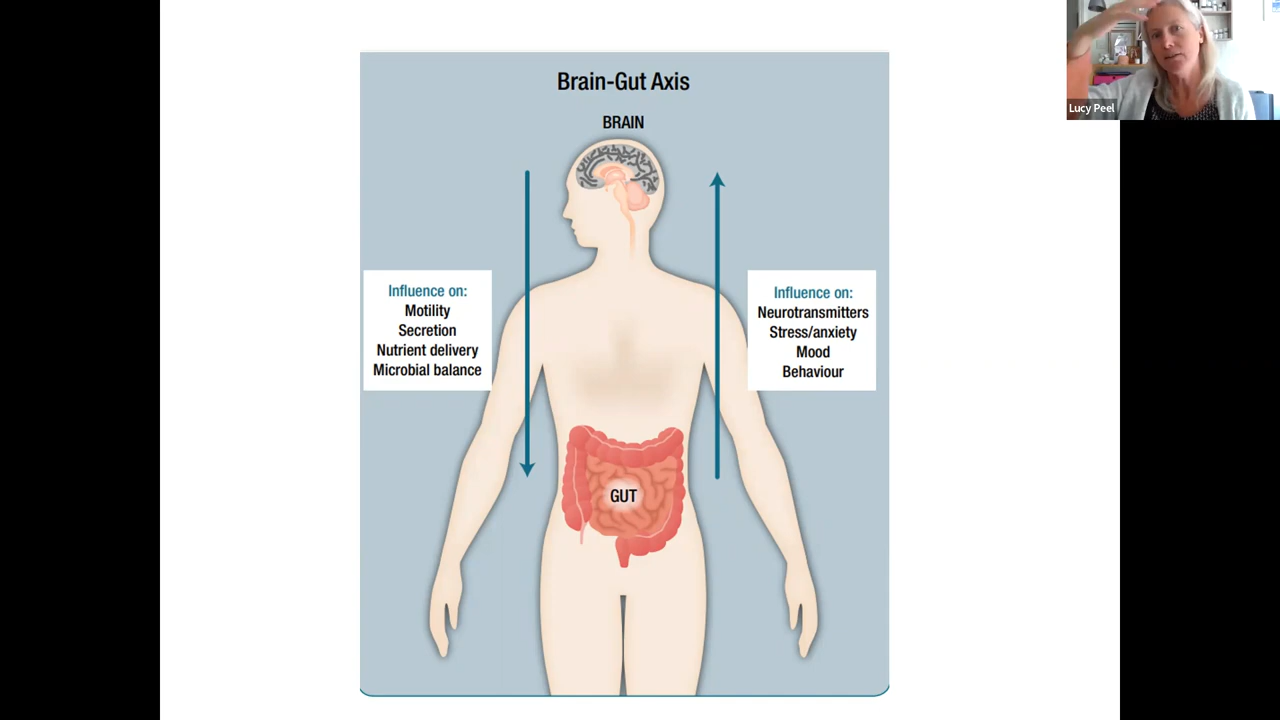 Brain-Gut Axis
BRAIN
Influence on:
Motility
Secretion
Nutrient delivery
Microbial balance
Influence on:
Neurotransmitters
Stress/anxiety
Mood
Behaviour
GUT
Lucy Peel